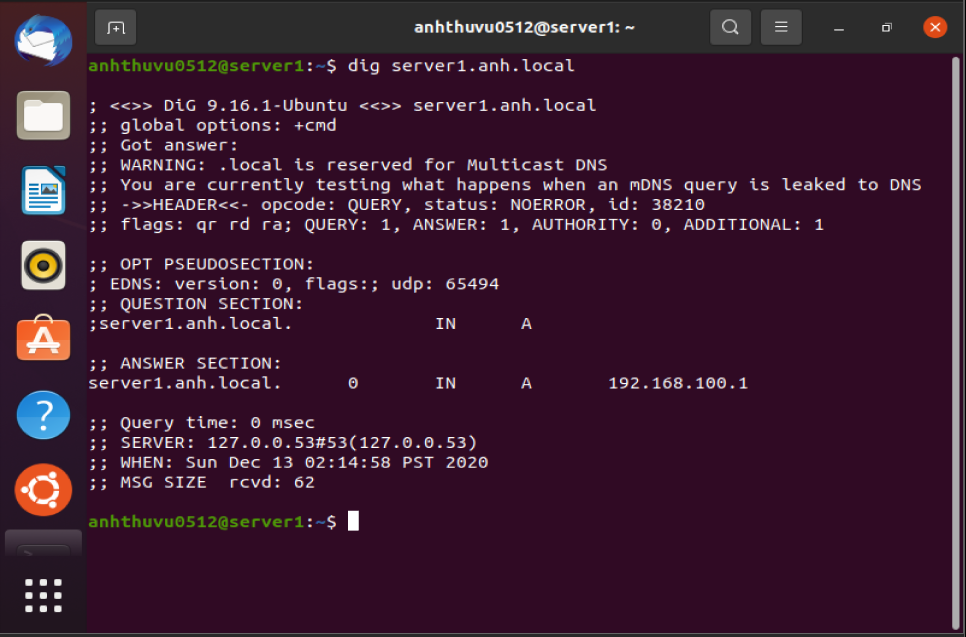 anhthuvu0512@server1: ~
anhthuvu0512@server1:~$ dig server1.anh.local
; <<>> DiG 9.16.1-Ubuntu <<>> server1.anh.local
;; global options: +cmd
;; Got answer:
;; WARNING: .local is reserved for Multicast DNS
;; You are currently testing what happens when an mDNS query is leaked to DNS
;; ->>HEADER<<- opcode: QUERY, status: NOERROR, id: 38210
;; flags: qr rd ra; QUERY: 1, ANSWER: 1, AUTHORITY: 0, ADDITIONAL: 1
;; OPT PSEUDOSECTION:
; EDNS: version: 0, flags:; udp: 65494
;; QUESTION SECTION:
;server1.anh.local. IN A
;; ANSWER SECTION:
server1.anh.local. 0 IN A 192.168.100.1
;; Query time: 0 msec
;; SERVER: 127.0.0.53#53(127.0.0.53)
;; WHEN: Sun Dec 13 02:14:58 PST 2020
;; MSG SIZE rcvd: 62
anhthuvu0512@server1:~$